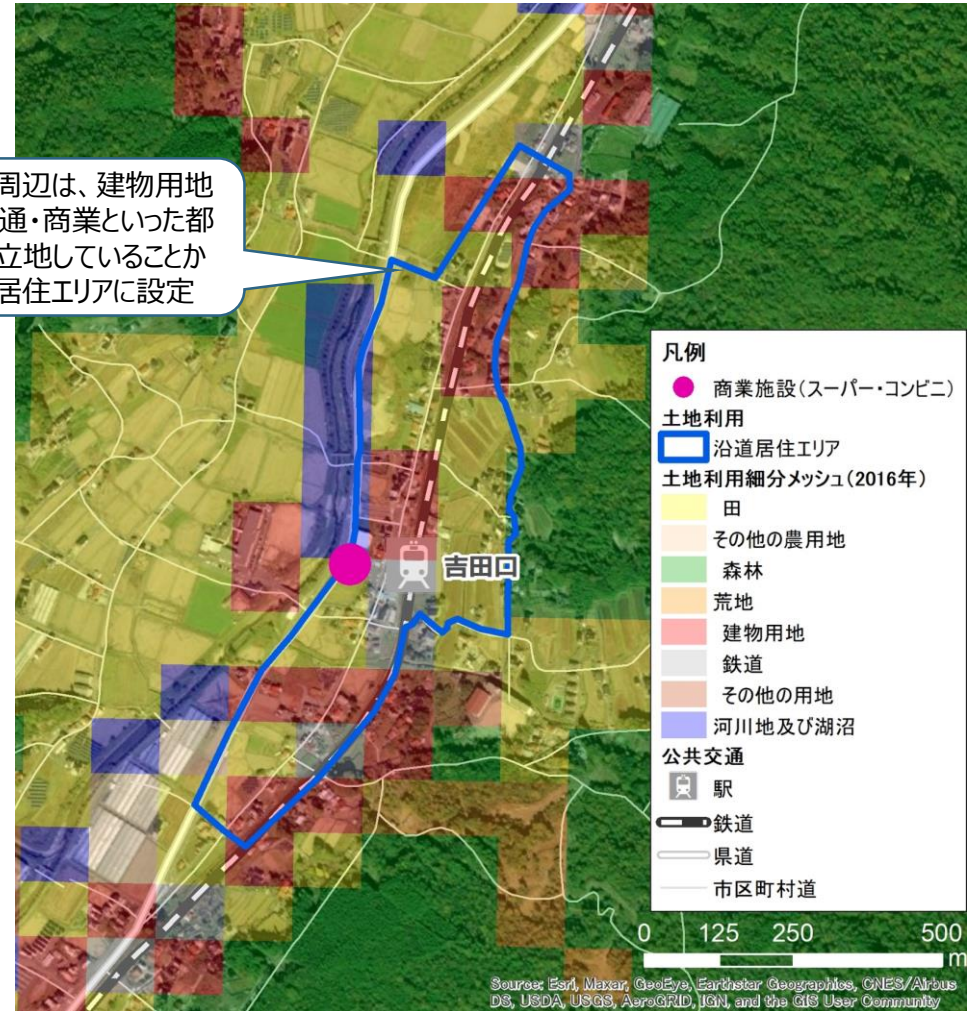 周辺は、建物用地
通・商業といった都
立地していることか
居住エリアに設定
吉田口
凡例
商業施設（スーパー・コンビニ）
土地利用
沿道居住エリア
土地利用細分メッシュ（2016年）
田
その他の農用地
森林
荒地
建物用地
鉄道
その他の用地
河川地及び湖沼
公共交通
駅
鉄道
県道
市区町村道
0 125 250 500
m
Source: Esri, Maxar, GeoEye, Earthstar Geographics, CNES/Airbus
DS, USDA, USGS, AeroGRID, IGN, and the GIS User Community